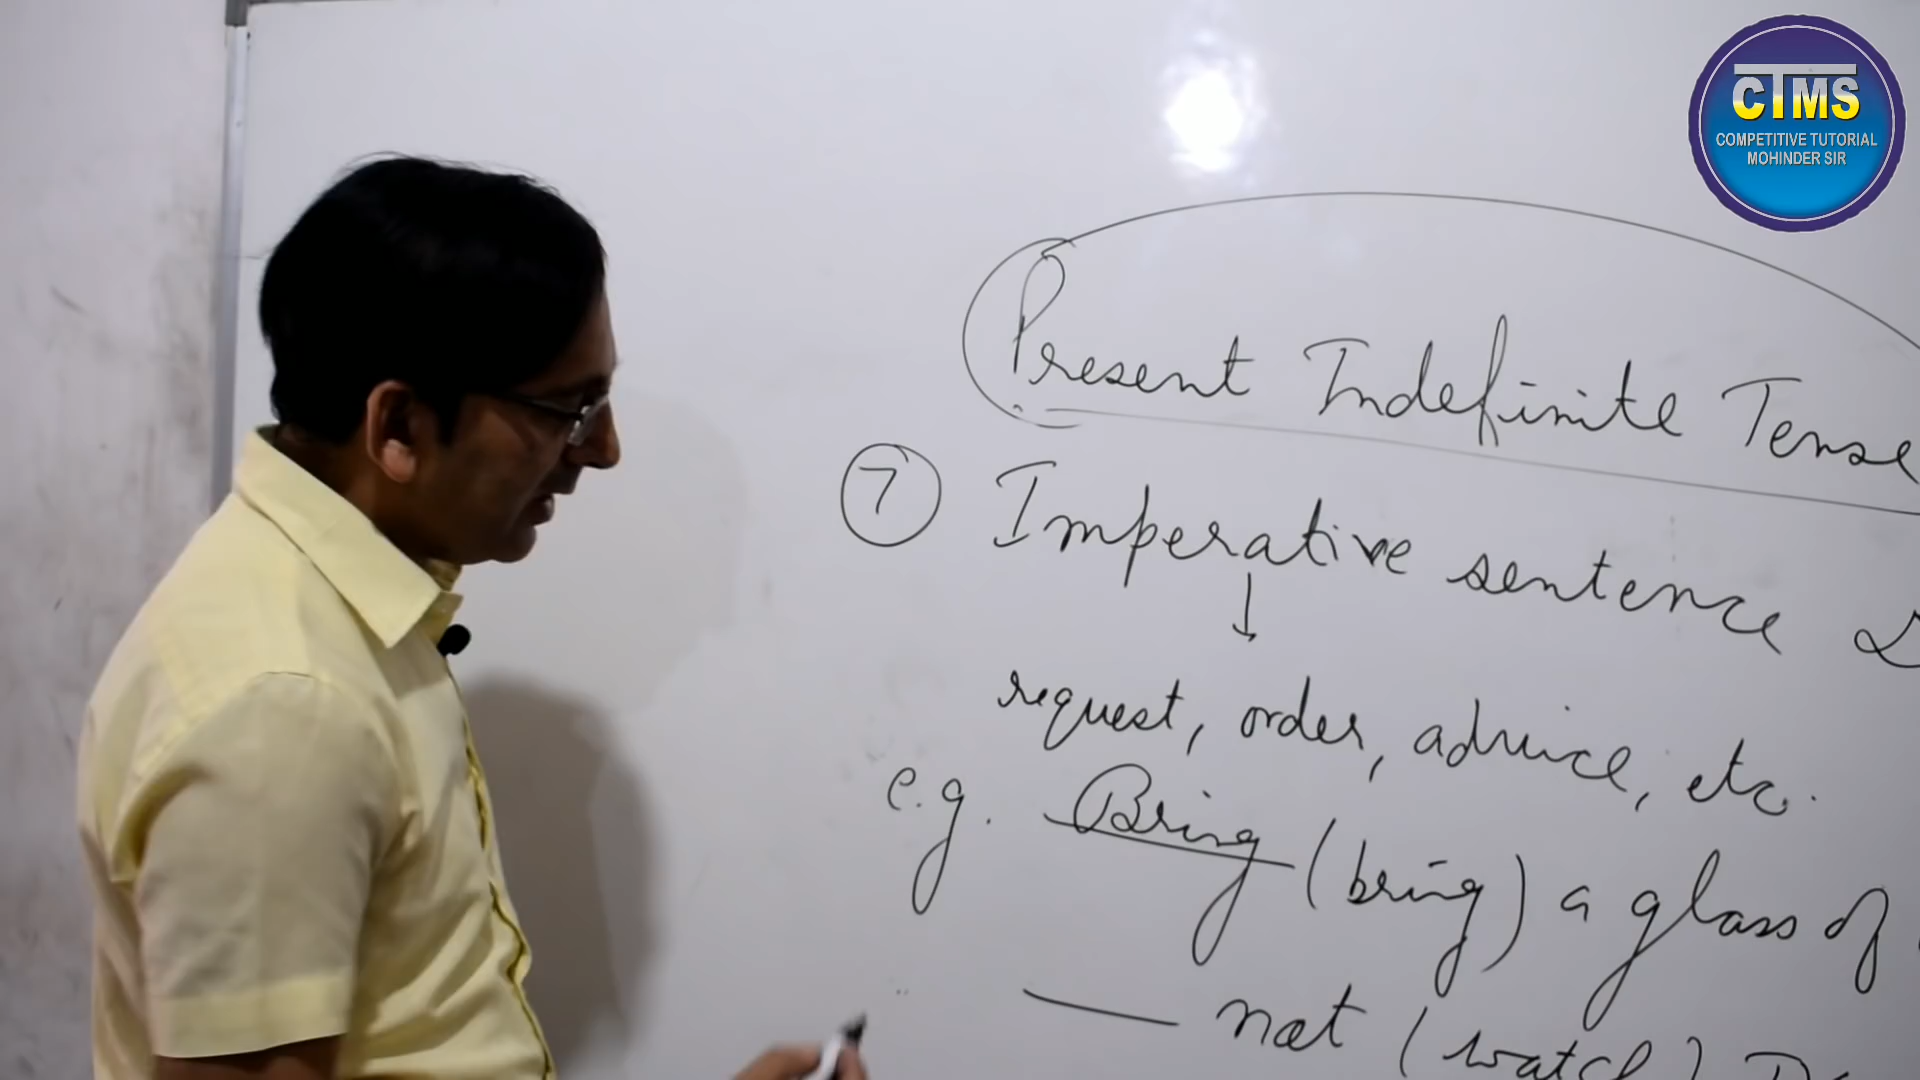 CTMS
COMPETITIVE TUTORIAL
MOHINDER SIR
Present Indefinite Tense
7 Imperative sentence
request, order, advice, etc.
e.g. Bring (bring) a glass of
— not (watch)